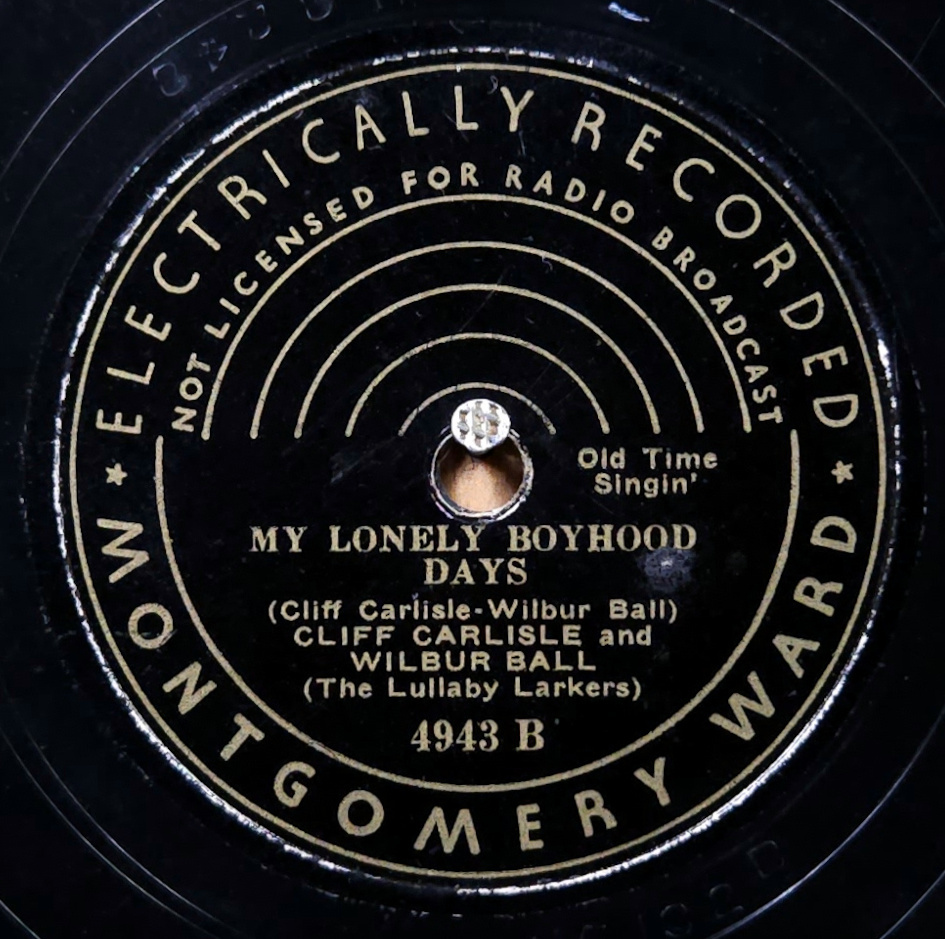 ELECTRICALLY RECORDED
NOT LICENSED FOR RADIO BROADCAST
Old Time
Singin'
MY LONELY BOYHOOD
DAYS
(Cliff Carlisle-Wilbur Ball)
CLIFF CARLISLE and
WILBUR BALL
(The Lullaby Larkers)
4943 B
* MONTGOMERY WARD *